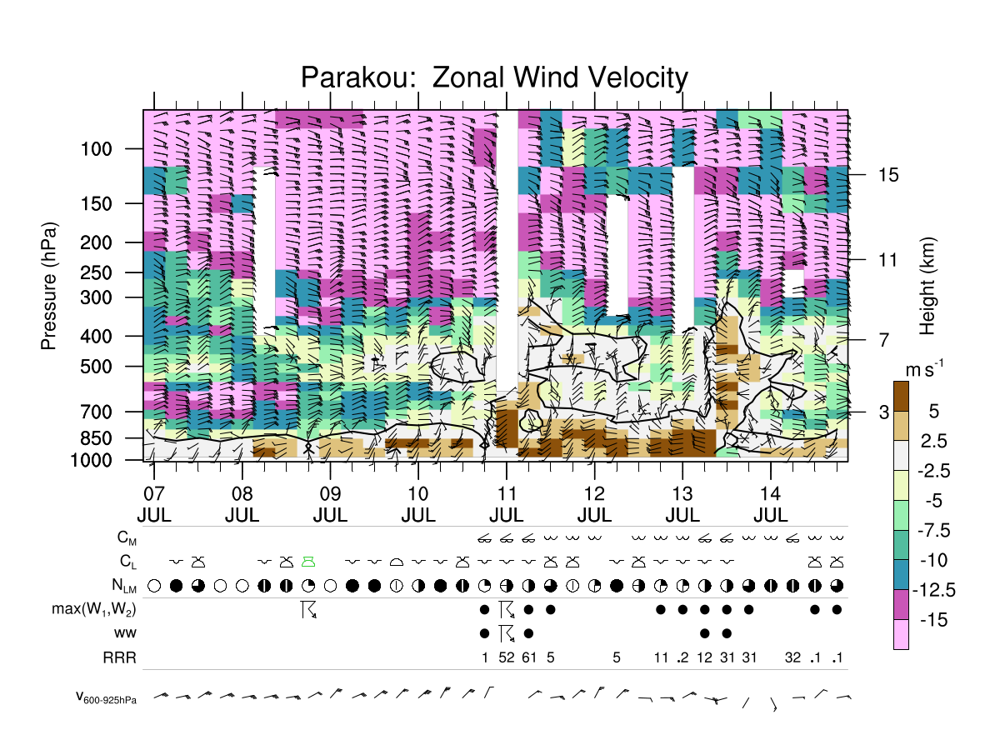 Parakou: Zonal Wind Velocity
100
150
200
250
300
400
500
700
850
1000
Pressure (hPa)
15
11
7
3
Height (km)
m s-1
5
2.5
-2.5
-5
-7.5
-10
-12.5
-15
07 08 09 10 11 12 13 14
JUL JUL JUL JUL JUL JUL JUL JUL
CM
CL
NLM
max(W1,W2)
ww
RRR 1 52 61 5 5 11 .2 12 31 31 32 .1 .1
v600-925hPa